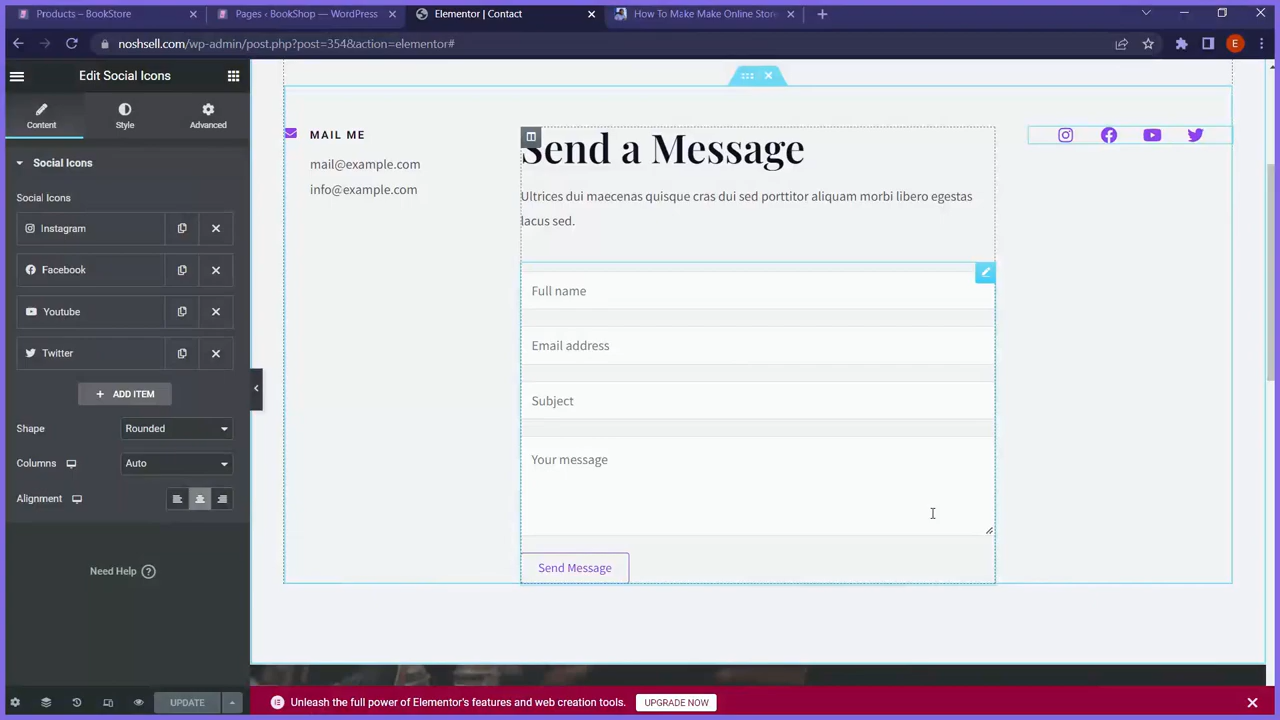 Products – BookStore
Pages ‹ BookShop — WordPress
Elementor | Contact
How To Make Make Online Store
noshsell.com/wp-admin/post.php?post=354&action=elementor#
E
Edit Social Icons
Content
Style
Advanced
Social Icons
Social Icons
Instagram
Facebook
Youtube
Twitter
ADD ITEM
Shape
Rounded
Columns
Auto
Alignment
Need Help
UPDATE
MAIL ME
mail@example.com
info@example.com
Send a Message
Ultrices dui maecenas quisque cras dui sed porttitor aliquam morbi libero egestas
lacus sed.
Full name
Email address
Subject
Your message
Send Message
Unleash the full power of Elementor's features and web creation tools.
UPGRADE NOW